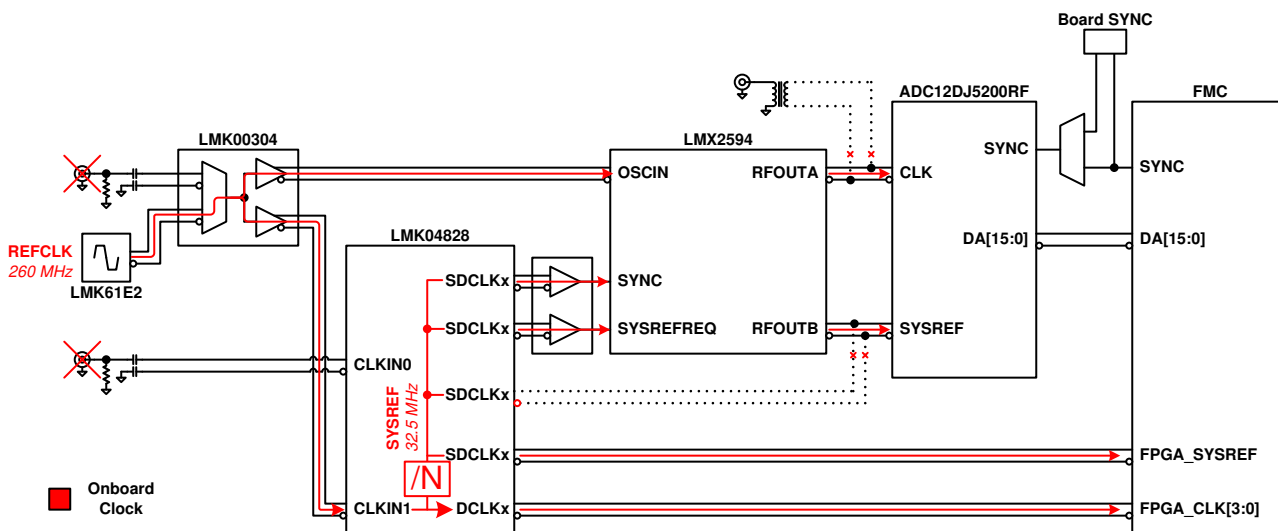 Board SYNC
ADC12DJ5200RF
FMC
LMK00304
LMX2594
SYNC
SYNC
OSCIN
RFOUTA
CLK
DA[15:0]
DA[15:0]
REFCLK
260 MHz
LMK61E2
LMK04828
SDCLKx
SYNC
SDCLKx
SYSREFREQ
RFOUTB
SYSREF
CLKIN0
SYSREF
32.5 MHz
SDCLKx
SDCLKx
FPGA_SYSREF
/N
Onboard
Clock
CLKIN1
DCLKx
FPGA_CLK[3:0]